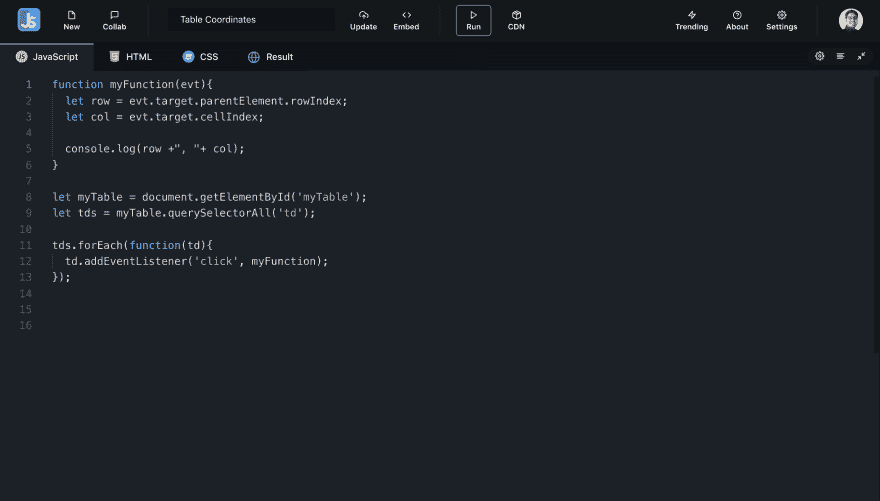 JS
New
Collab
Table Coordinates
Update
Embed
Run
CDN
Trending
About
Settings
JS JavaScript
HTML
CSS
Result
1 function myFunction(evt){
2 let row = evt.target.parentElement.rowIndex;
3 let col = evt.target.cellIndex;
4
5 console.log(row +", "+ col);
6 }
7
8 let myTable = document.getElementById('myTable');
9 let tds = myTable.querySelectorAll('td');
10
11 tds.forEach(function(td){
12 td.addEventListener('click', myFunction);
13 });
14
15
16